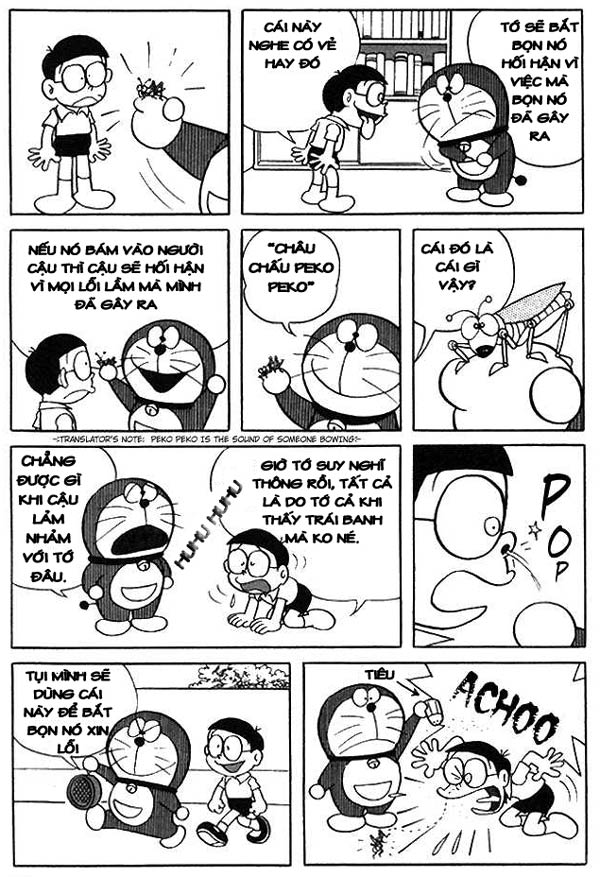 TỚ SẼ BẮT
BỌN NÓ
HỐI HẬN VÌ
VIỆC MÀ
BỌN NÓ
ĐÃ GÂY
RA
CÁI NÀY
NGHE CÓ VẺ
HAY ĐÓ
CÁI ĐÓ LÀ
CÁI GÌ
VẬY?
“CHÂU
CHẤU PEKO
PEKO”
NẾU NÓ BÁM VÀO NGƯỜI
CẬU THÌ CẬU SẼ HỐI HẬN
VÌ MỌI LỖI LẦM MÀ MÌNH
ĐÃ GÂY RA
-:TRANSLATOR'S NOTE: PEKO PEKO IS THE SOUND OF SOMEONE BOWING:-
POP
GIỜ TỚ SUY NGHĨ
THÔNG RỒI, TẤT CẢ
LÀ DO TỚ CẢ KHI
THẤY TRÁI BANH
MÀ KO NÉ.
HUHU HUHU
CHẲNG
ĐƯỢC GÌ
KHI CẬU
LẨM
NHẢM
VỚI TỚ
ĐÂU.
ACHOO
TIÊU
TỤI MÌNH SẼ
DÙNG CÁI
NÀY ĐỂ BẮT
BỌN NÓ XIN
LỖI